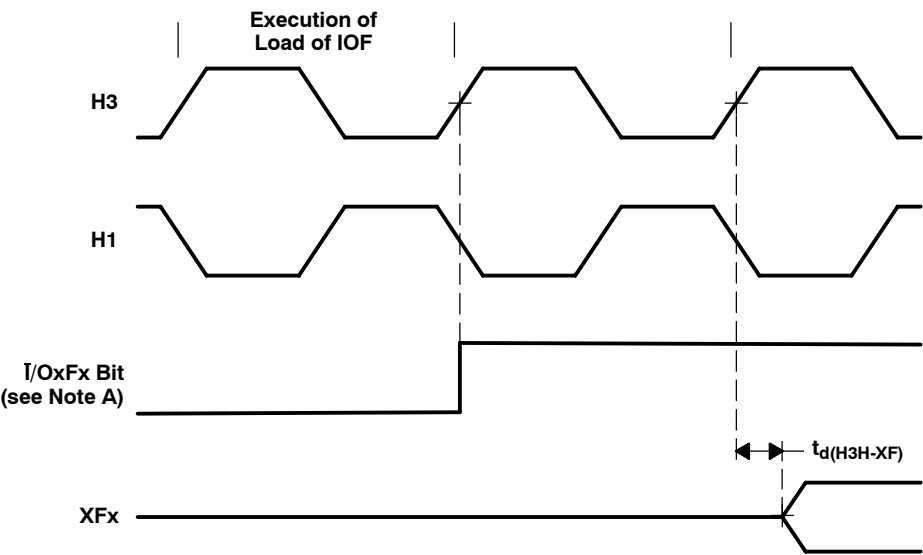 Execution of
Load of IOF
H3
H1
Ī/OxFx Bit
(see Note A)
td(H3H-XF)
XFx